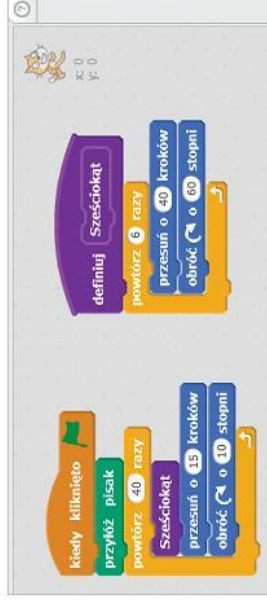 kiedy kliknięto
przyłóż pisak
powtórz 40 razy
Sześciokąt
przesuń o 15 kroków
obróć o 10 stopni
definiuj Sześciokąt
powtórz 6 razy
przesuń o 40 kroków
obróć o 60 stopni
x: 0
y: 0
?